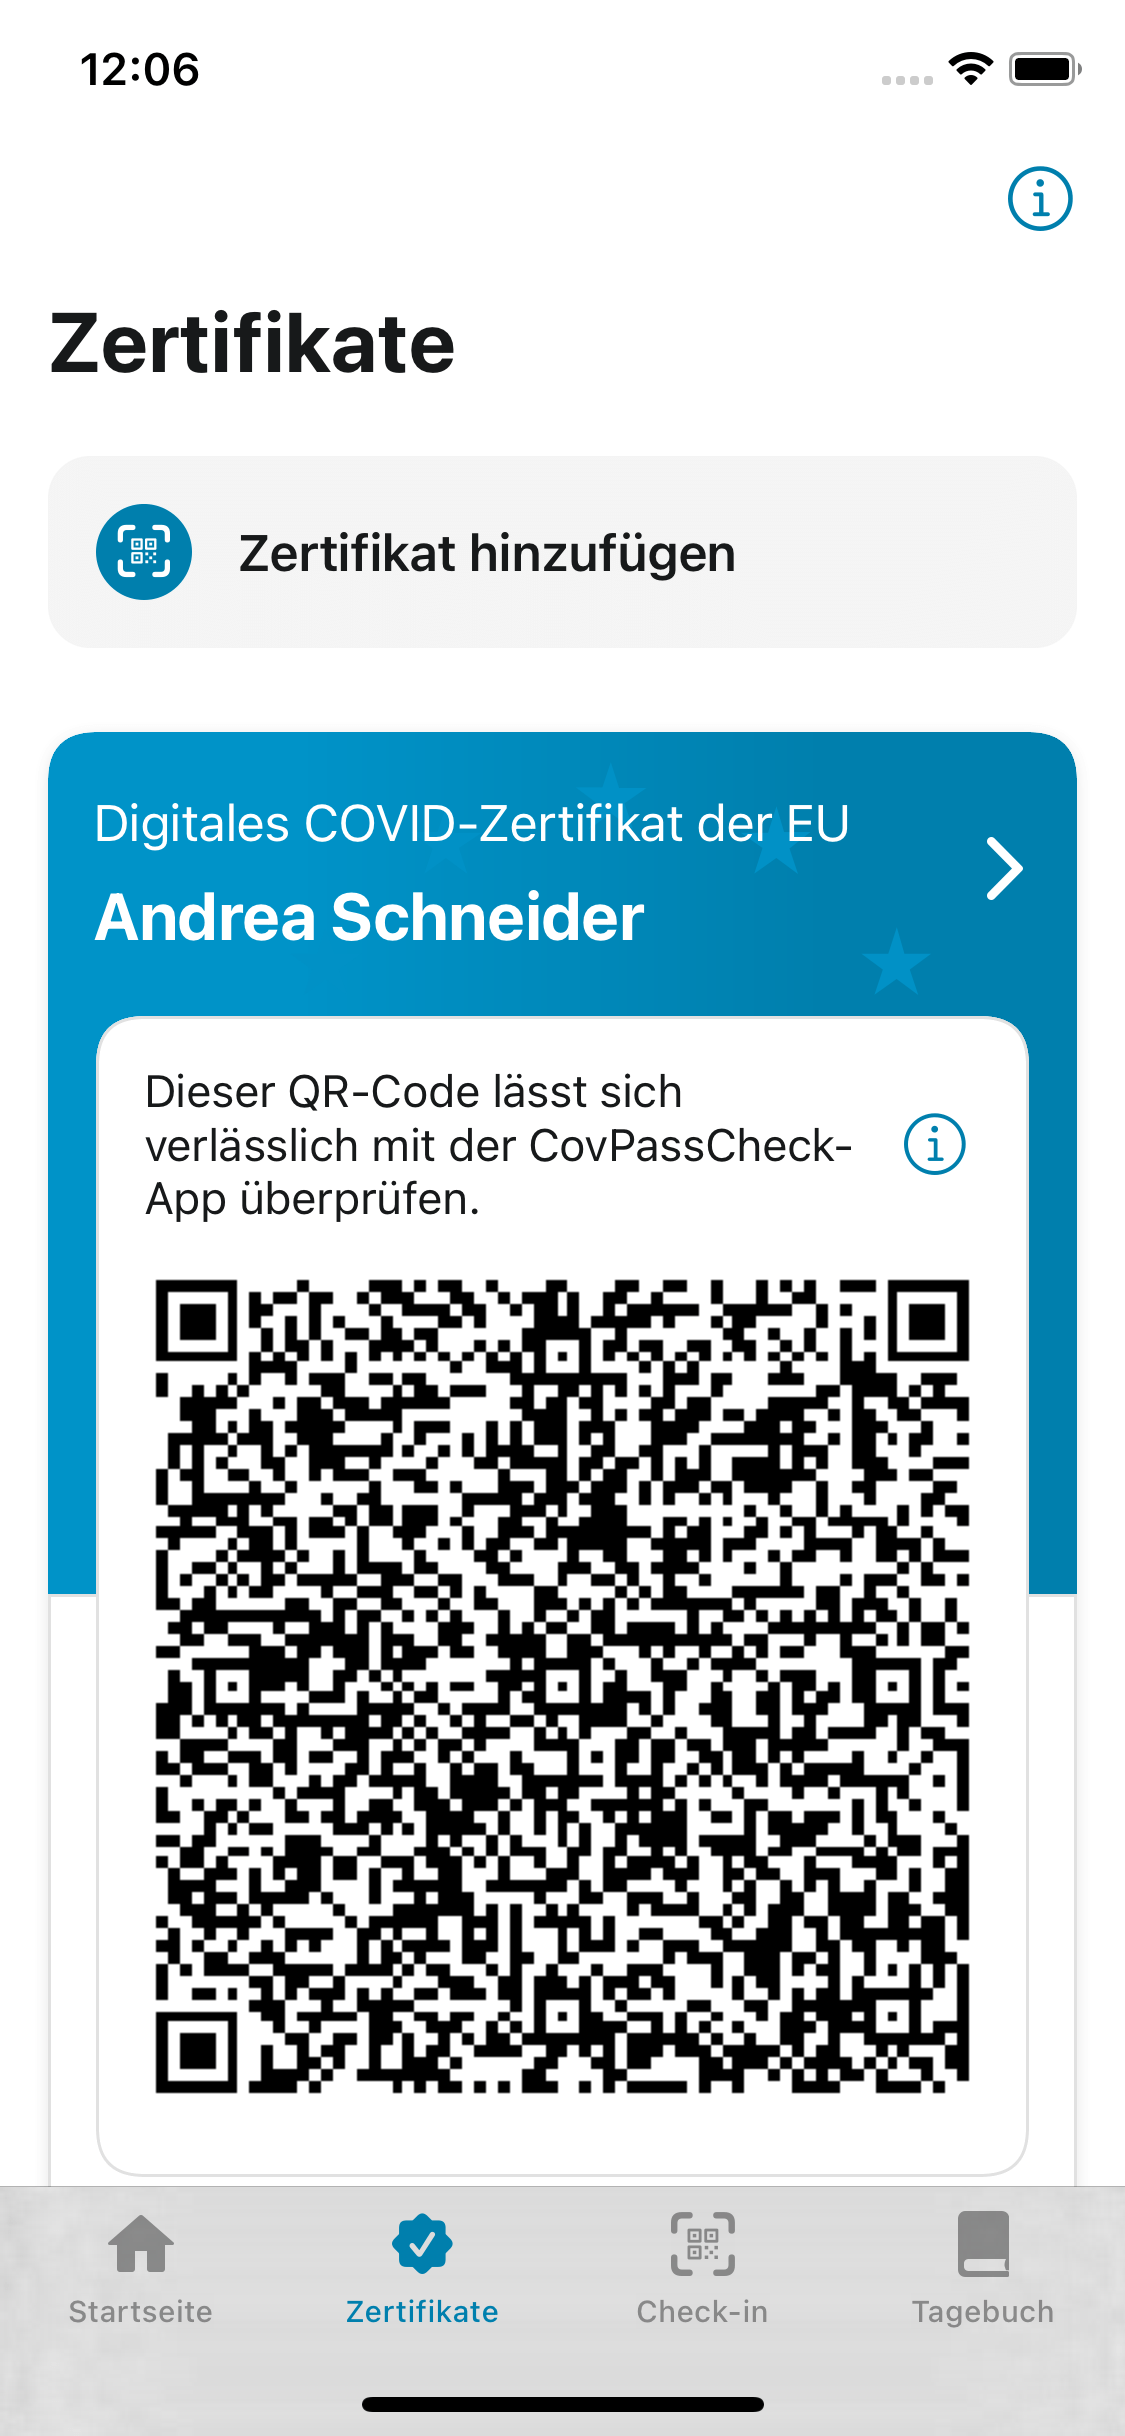 12:06
Zertifikate
Zertifikat hinzufügen
Digitales COVID-Zertifikat der EU
Andrea Schneider
Dieser QR-Code lässt sich
verlässlich mit der CovPassCheck-
App überprüfen.
Startseite
Zertifikate
Check-in
Tagebuch